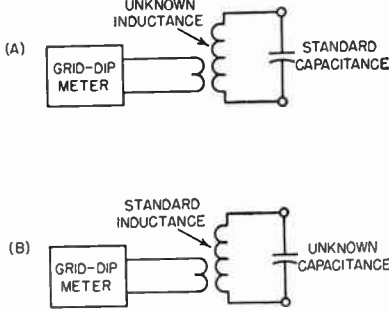 UNKNOWN
INDUCTANCE
(A)
STANDARD
CAPACITANCE
GRID-DIP
METER
STANDARD
INDUCTANCE
(B)
UNKNOWN
CAPACITANCE
GRID-DIP
METER